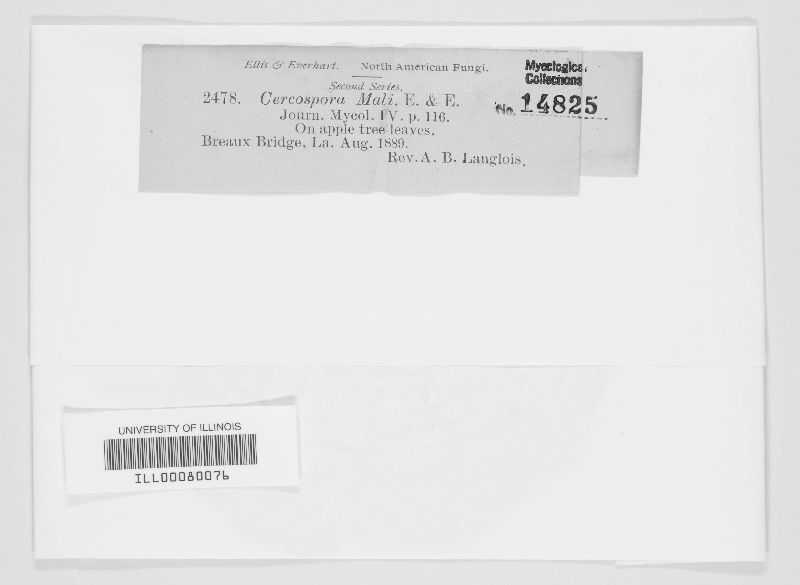 Ellis & Everhart. North American Fungi.
Second Series.
2478. Cercospora Mali, E. & E.
Journ. Mycol. IV. p. 116.
On apple tree leaves.
Breaux Bridge, La. Aug. 1889.
Rev. A. B. Langlois.
Mycological
Collections
No. 14825
UNIVERSITY OF ILLINOIS
ILL00080076